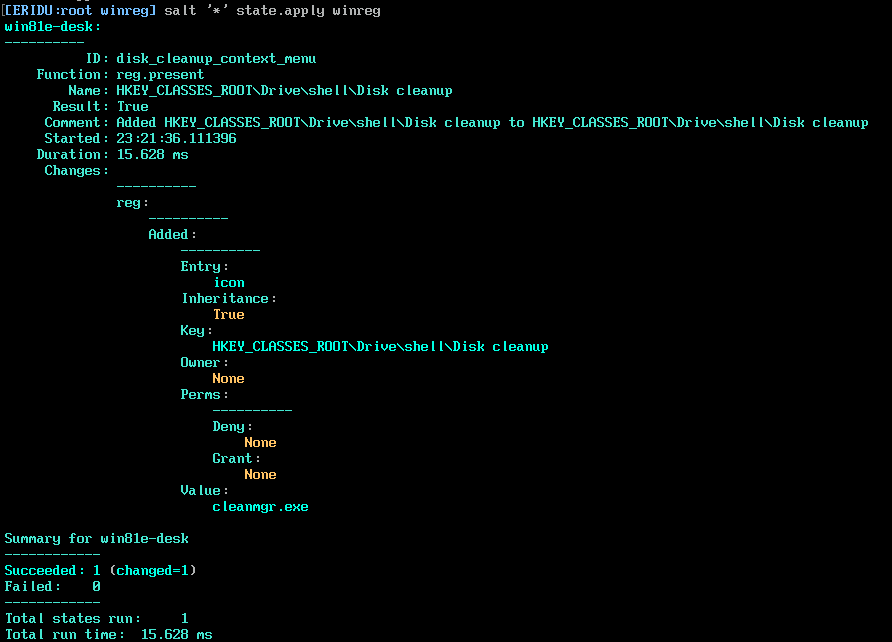 [ERIDU:root winreg] salt '*' state.apply winreg
win81e-desk:
----------
ID: disk_cleanup_context_menu
Function: reg.present
Name: HKEY_CLASSES_ROOT\Drive\shell\Disk cleanup
Result: True
Comment: Added HKEY_CLASSES_ROOT\Drive\shell\Disk cleanup to HKEY_CLASSES_ROOT\Drive\shell\Disk cleanup
Started: 23:21:36.111396
Duration: 15.628 ms
Changes:
----------
reg:
----------
Added:
----------
Entry:
icon
Inheritance:
True
Key:
HKEY_CLASSES_ROOT\Drive\shell\Disk cleanup
Owner:
None
Perms:
----------
Deny:
None
Grant:
None
Value:
cleanmgr.exe
Summary for win81e-desk
------------
Succeeded: 1 (changed=1)
Failed: 0
------------
Total states run: 1
Total run time: 15.628 ms